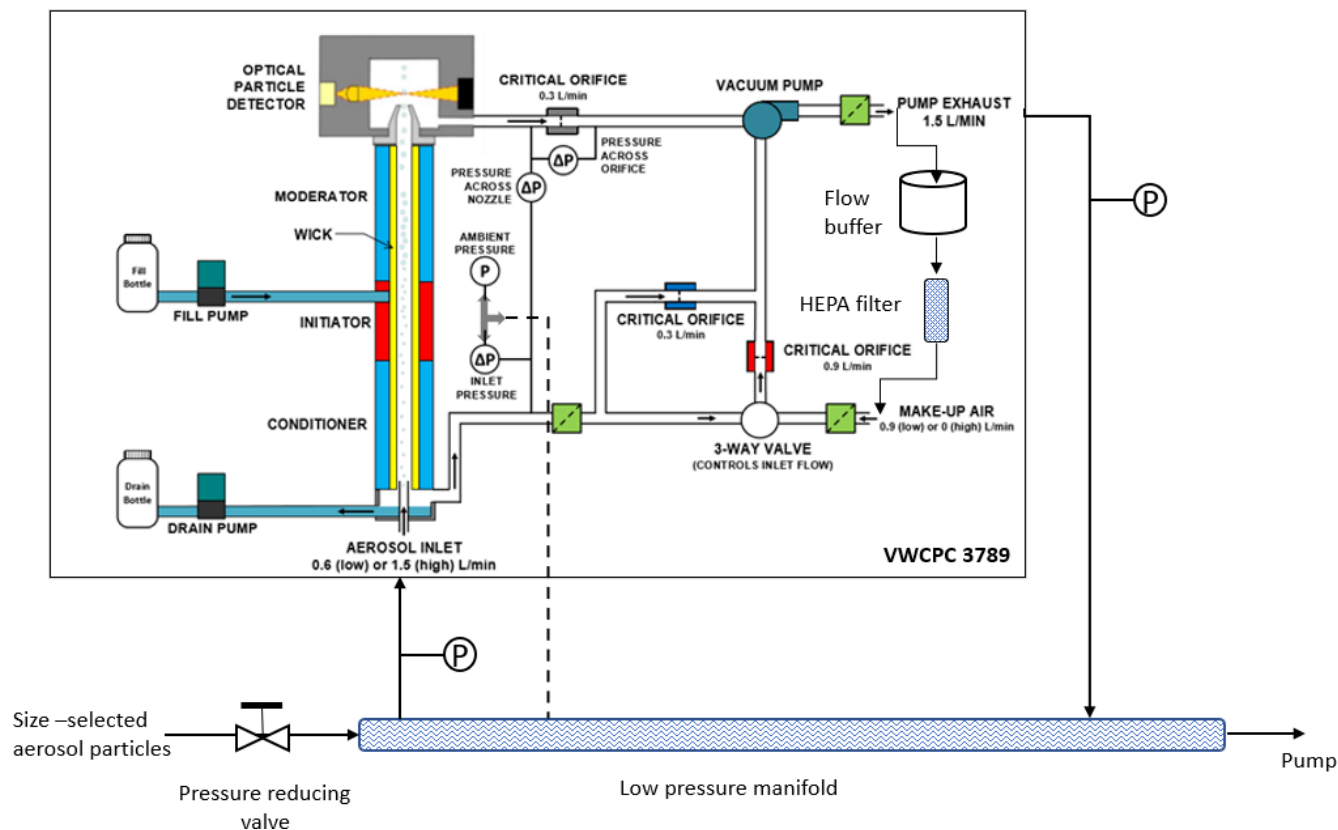 OPTICAL
PARTICLE
DETECTOR
CRITICAL ORIFICE
0.3 L/min
VACUUM PUMP
PUMP EXHAUST
1.5 L/MIN
ΔP
PRESSURE
ACROSS
ORIFICE
PRESSURE
ACROSS
NOZZLE
ΔP
MODERATOR
WICK
AMBIENT
PRESSURE
P
Flow
buffer
P
Fill
Bottle
FILL PUMP
INITIATOR
CRITICAL ORIFICE
0.3 L/min
HEPA filter
CRITICAL ORIFICE
0.9 L/min
ΔP
INLET
PRESSURE
CONDITIONER
MAKE-UP AIR
0.9 (low) or 0 (high) L/min
3-WAY VALVE
(CONTROLS INLET FLOW)
Drain
Bottle
DRAIN PUMP
AEROSOL INLET
0.6 (low) or 1.5 (high) L/min
VWCPC 3789
P
Size –selected
aerosol particles
Pressure reducing
valve
Low pressure manifold
Pump